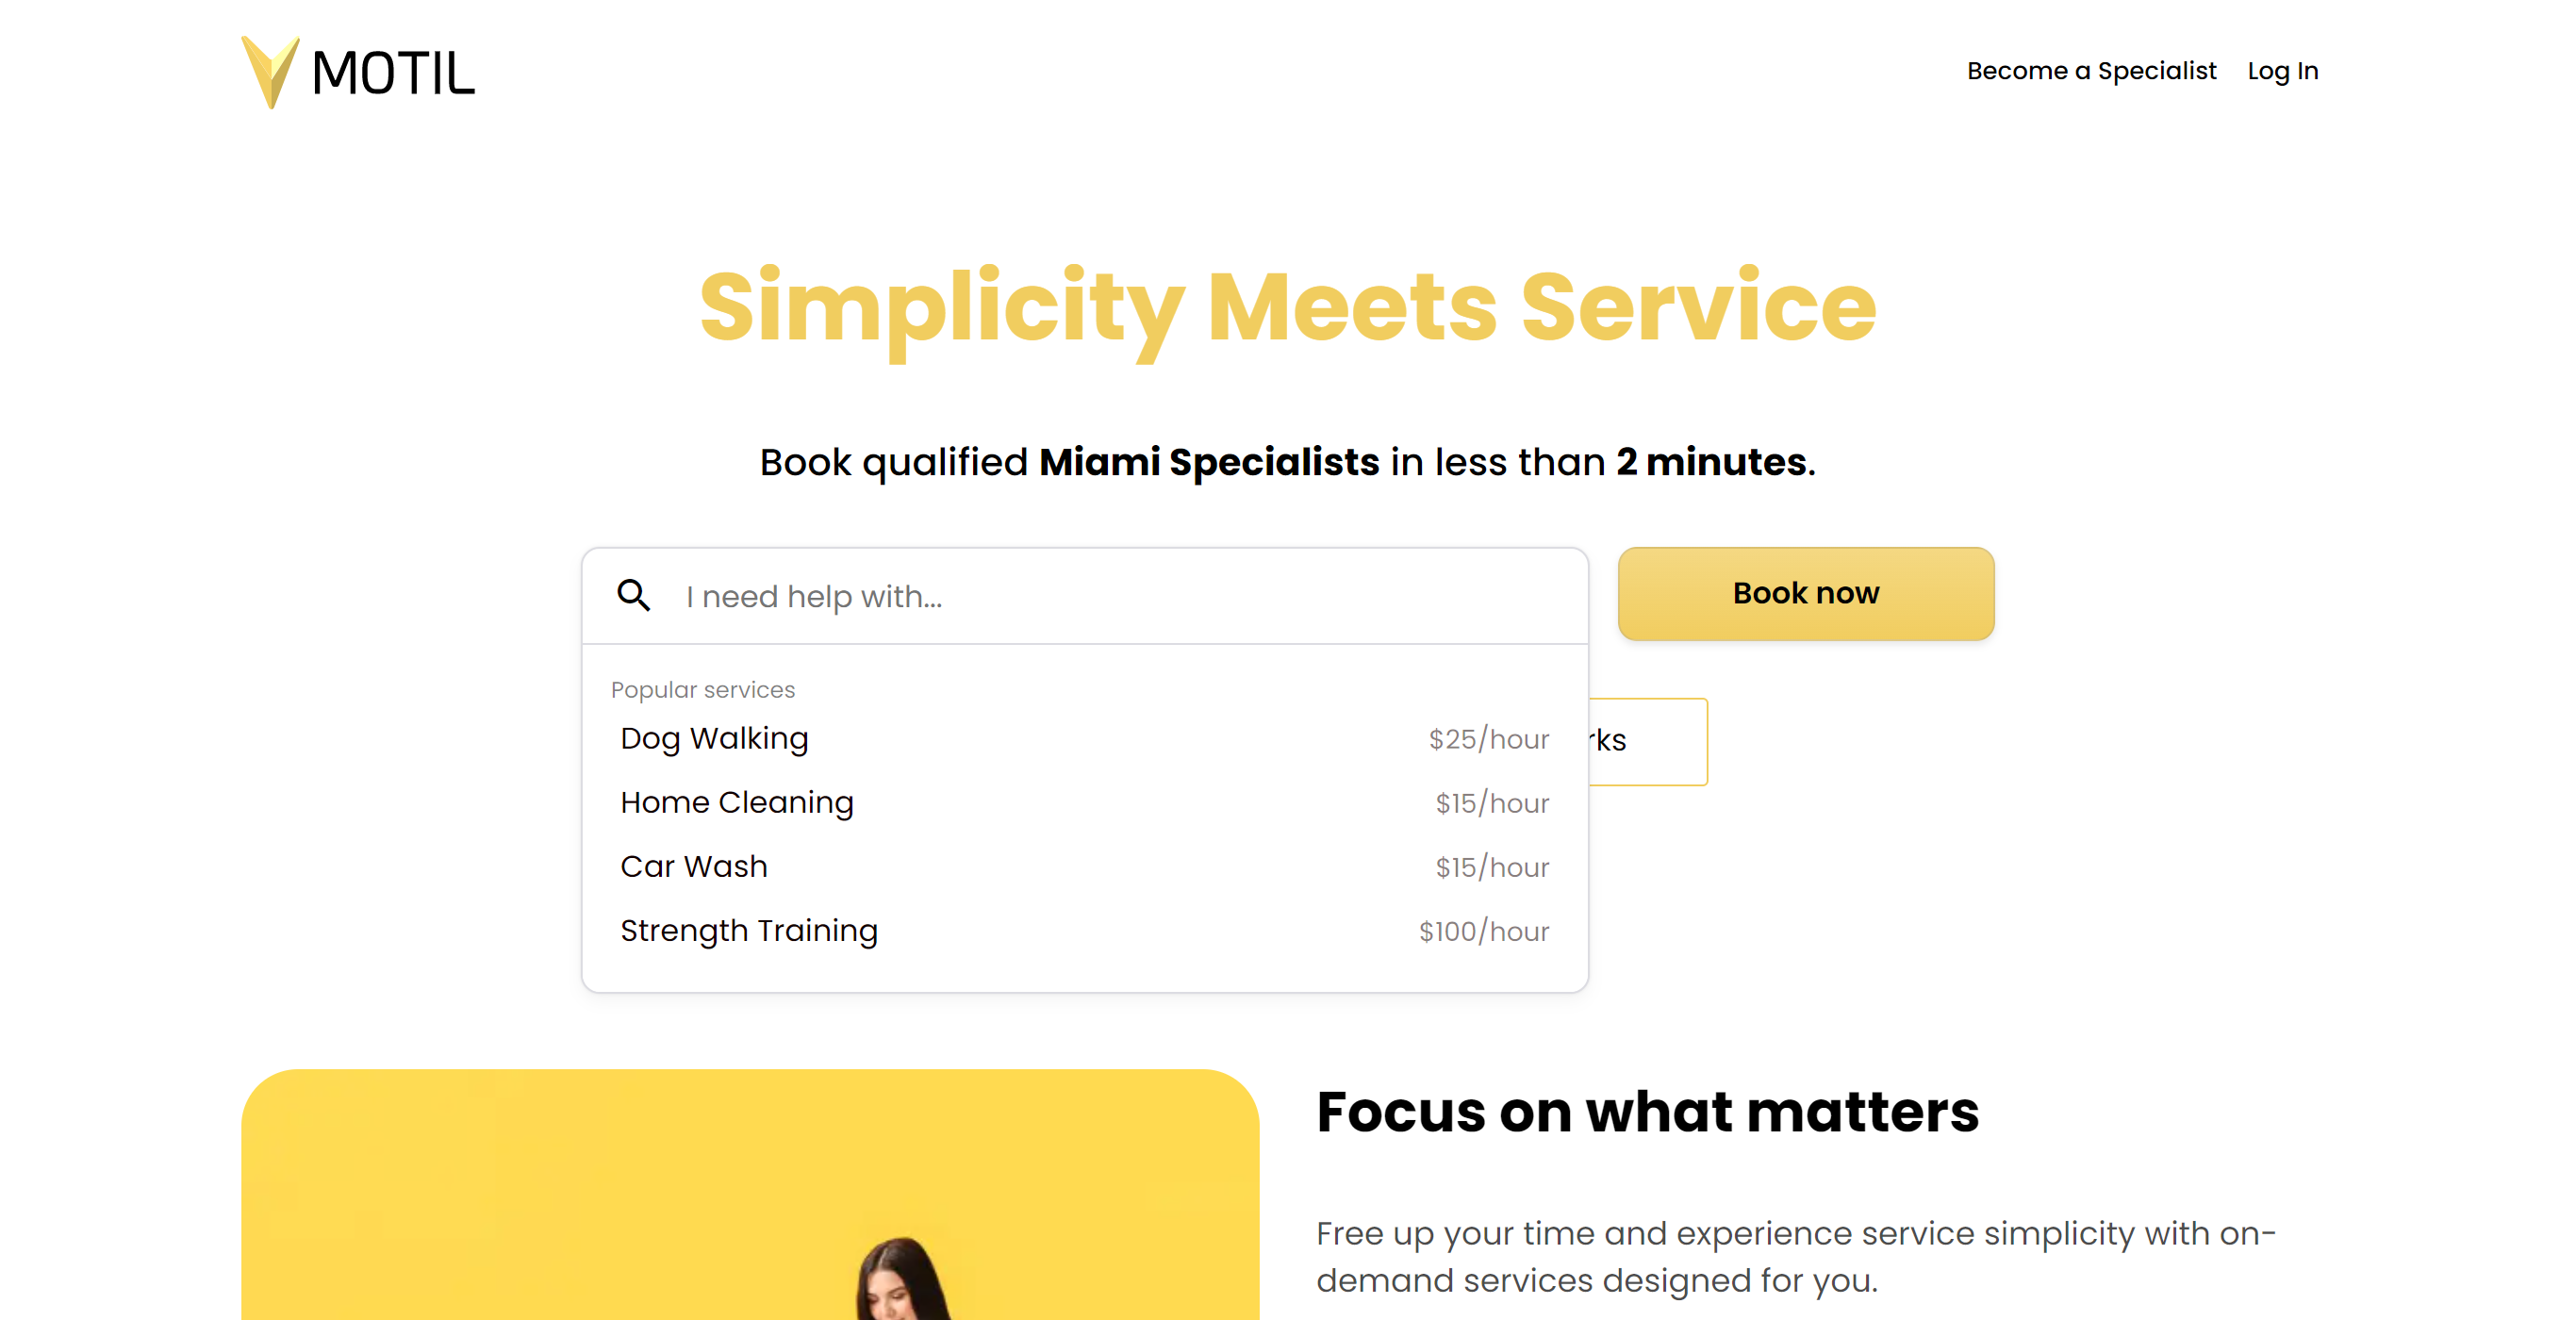 MOTIL
Become a Specialist
Log In
Simplicity Meets Service
Book qualified Miami Specialists in less than 2 minutes.
I need help with...
Book now
Popular services
Dog Walking $25/hour
Home Cleaning $15/hour
Car Wash $15/hour
Strength Training $100/hour
Focus on what matters
Free up your time and experience service simplicity with on-
demand services designed for you.